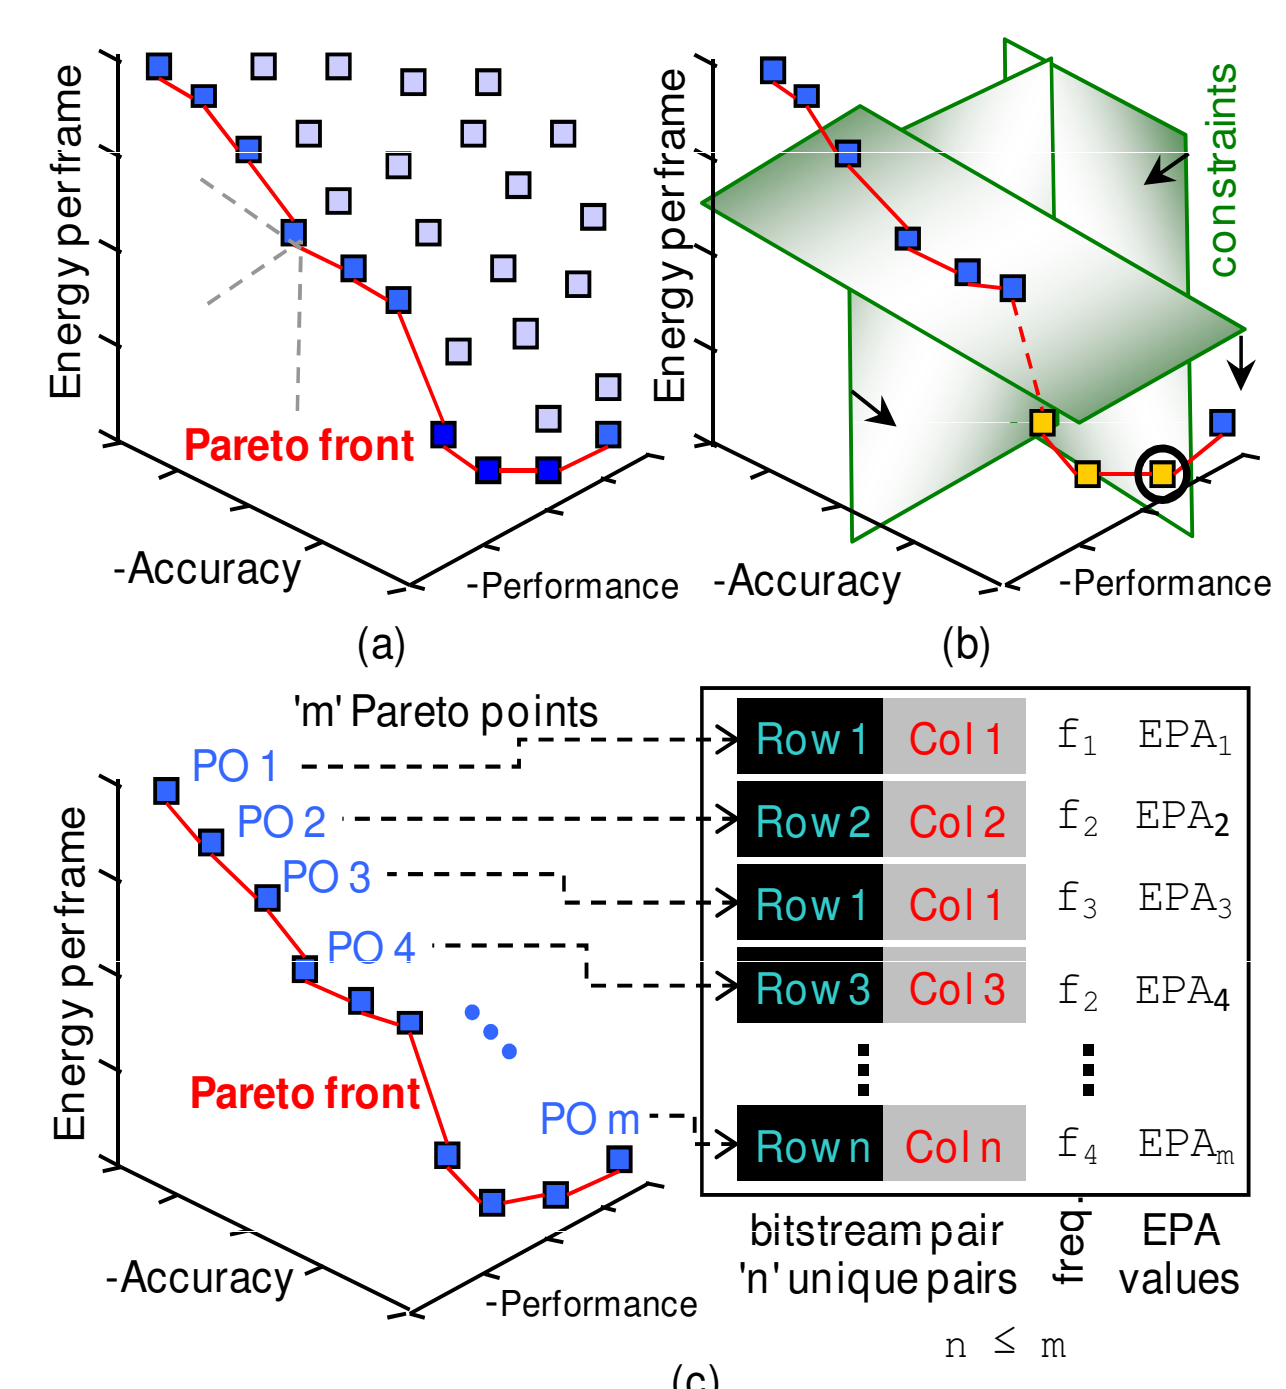 Energy per frame
Pareto front
-Accuracy
-Performance
(a)
Energy per frame
constraints
-Accuracy
-Performance
(b)
'm' Pareto points
PO 1
PO 2
PO 3
PO 4
PO m
Energy per frame
Pareto front
-Accuracy
-Performance
Row 1 Col 1 f1 EPA1
Row 2 Col 2 f2 EPA2
Row 1 Col 1 f3 EPA3
Row 3 Col 3 f2 EPA4
Row n Col n f4 EPAm
bitstream pair
'n' unique pairs
freq.
EPA
values
n ≤ m
(c)